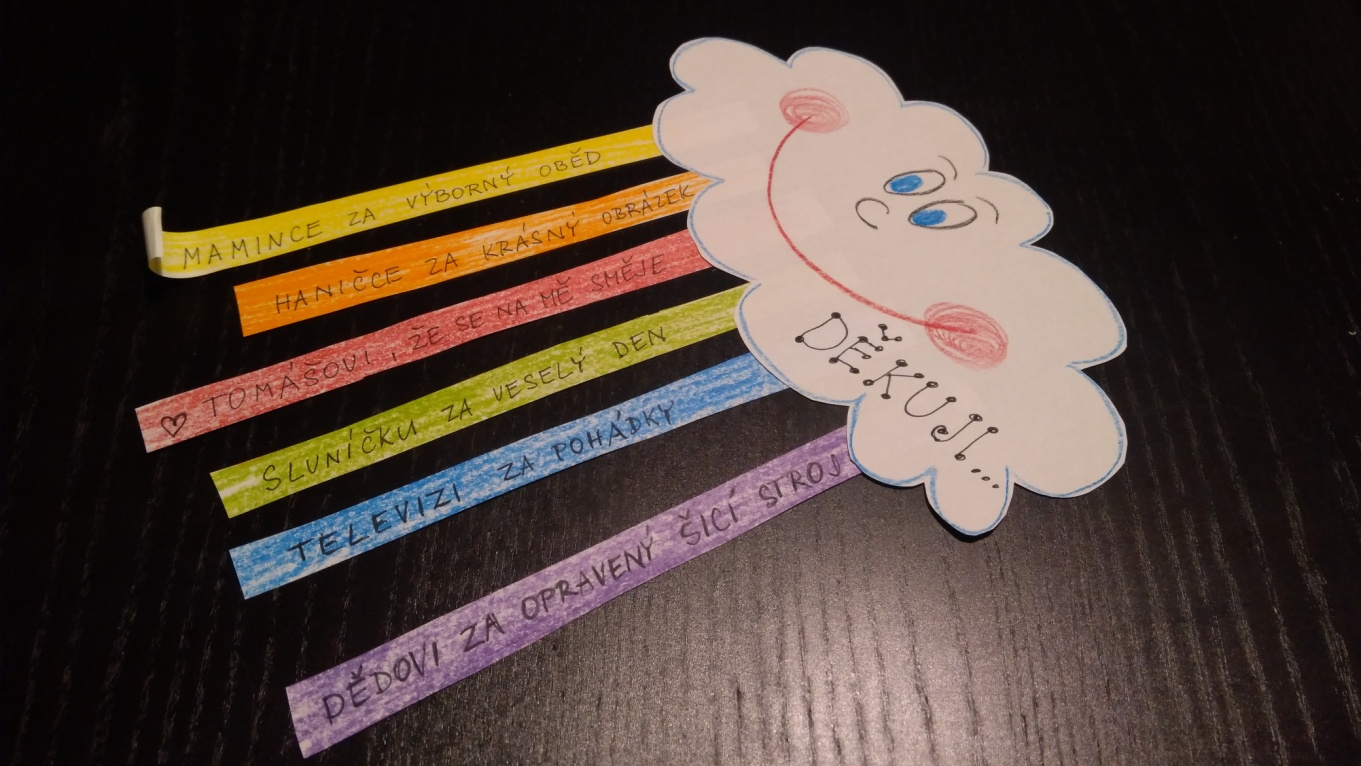 DĚKUJI...
MAMINCE ZA VÝBORNÝ OBĚD
HANIČCE ZA KRÁSNÝ OBRÁZEK
♡ TOMÁŠOVI, ŽE SE NA MĚ SMĚJE
SLUNÍČKU ZA VESELÝ DEN
TELEVIZI ZA POHÁDKY
DĚDOVI ZA OPRAVENÝ ŠICÍ STROJ